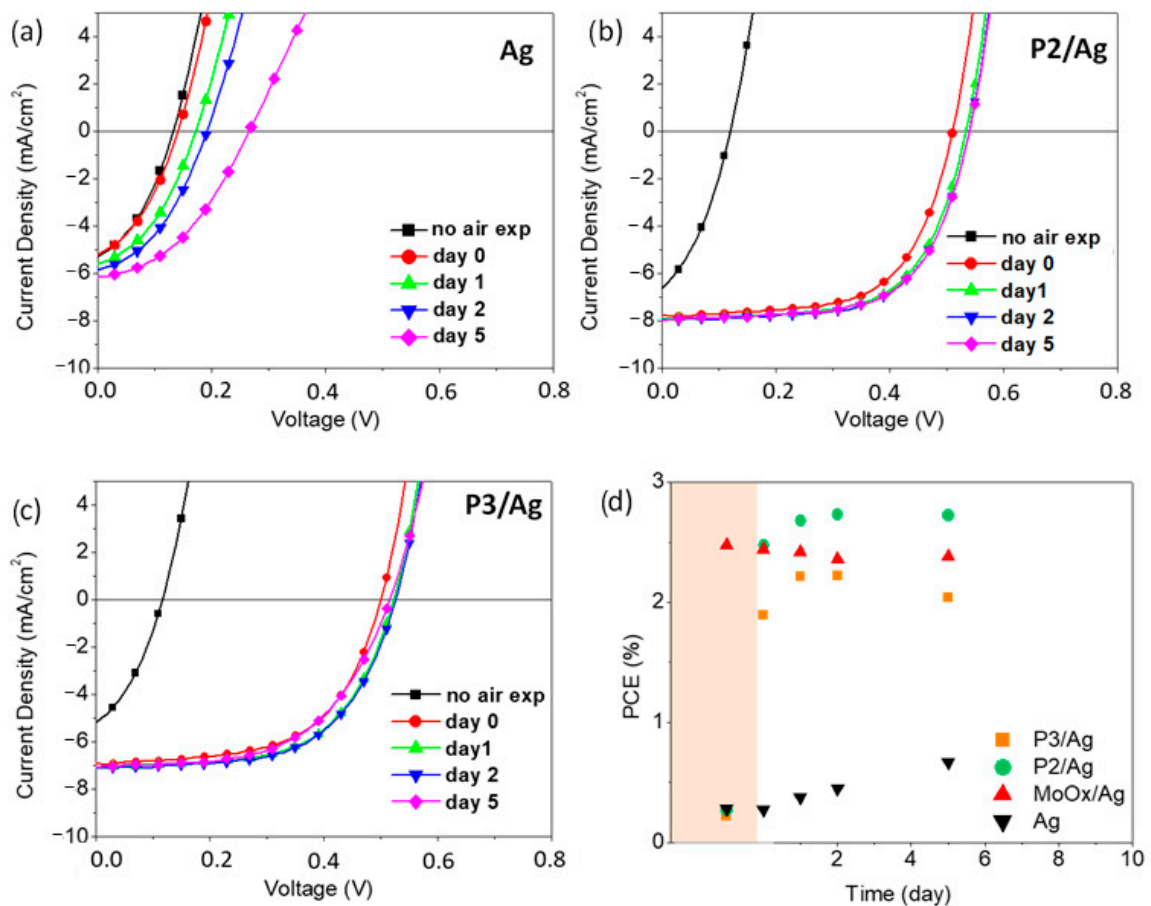 (a)
Ag
4
2
0
−2
−4
−6
−8
−10
Current Density (mA/cm²)
no air exp
day 0
day 1
day 2
day 5
0.0
0.2
0.4
0.6
0.8
Voltage (V)
(b)
P2/Ag
4
2
0
−2
−4
−6
−8
−10
Current Density (mA/cm²)
no air exp
day 0
day1
day 2
day 5
0.0
0.4
0.8
Voltage (V)
(c)
P3/Ag
4
2
0
−2
−4
−6
−8
−10
Current Density (mA/cm²)
no air exp
day 0
day1
day 2
day 5
0.0
0.2
0.4
0.6
0.8
Voltage (V)
(d)
3
2
1
0
PCE (%)
P3/Ag
P2/Ag
MoOx/Ag
Ag
2
4
6
8
10
Time (day)